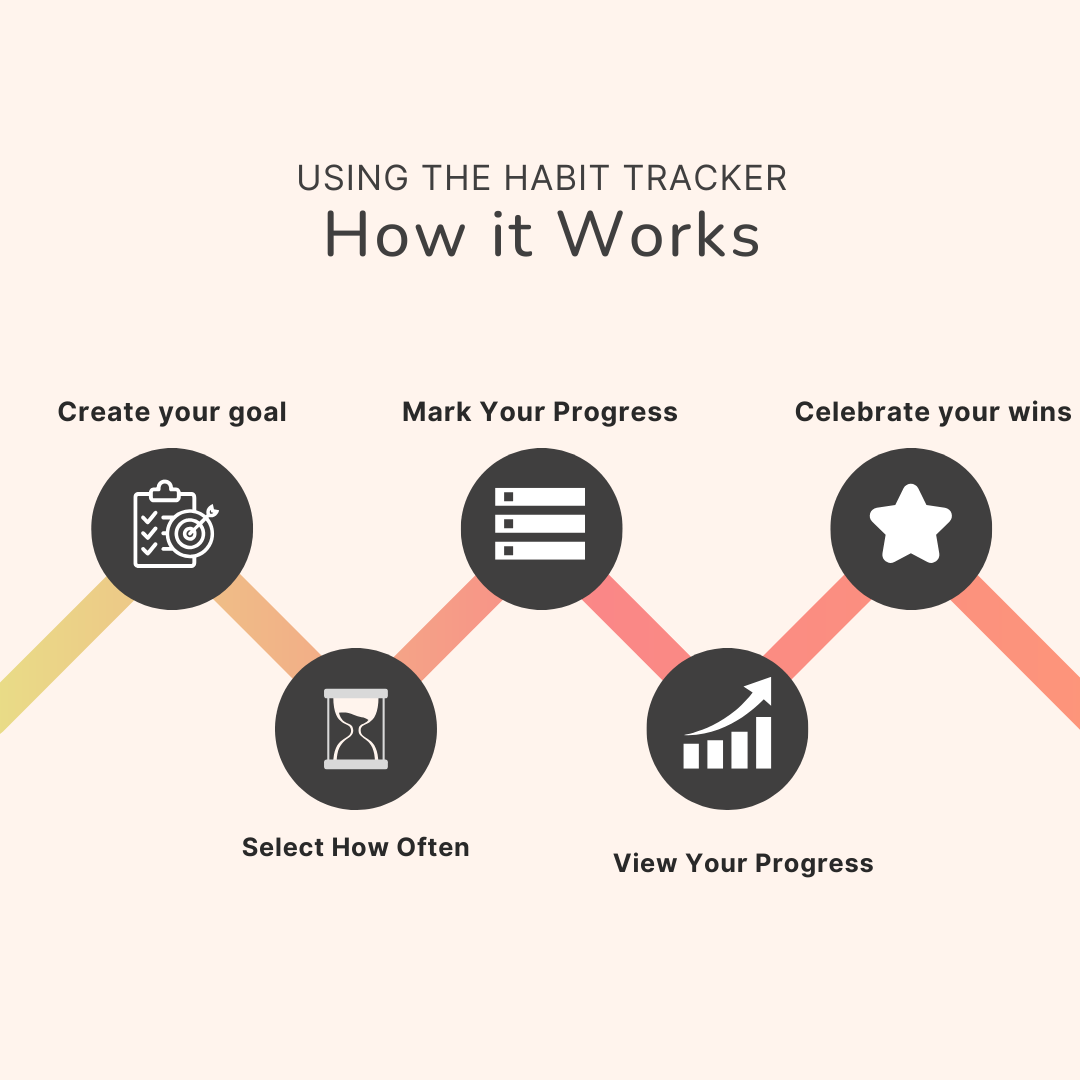 USING THE HABIT TRACKER
How it Works
Create your goal
Select How Often
Mark Your Progress
View Your Progress
Celebrate your wins